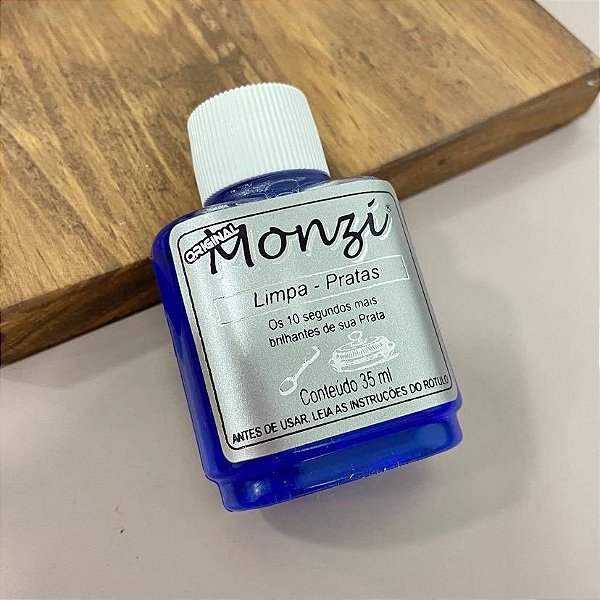 ORIGINAL
Monzi®
Limpa - Pratas
Os 10 segundos mais
brilhantes de sua Prata
Conteúdo 35 ml
ANTES DE USAR. LEIA AS INSTRUÇÕES DO RÓTULO